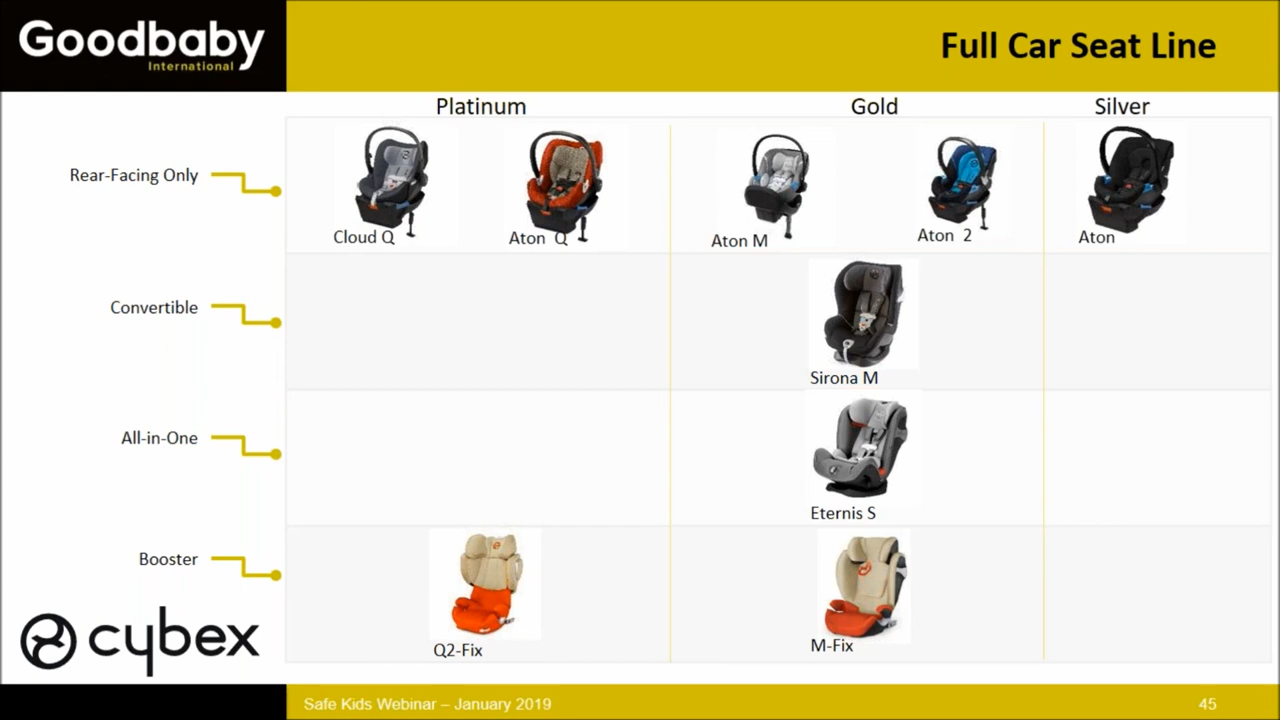 Goodbaby
International
Full Car Seat Line
Platinum
Gold
Silver
Rear-Facing Only
Cloud Q
Aton Q
Aton M
Aton 2
Aton
Convertible
Sirona M
All-in-One
Eternis S
Booster
Q2-Fix
M-Fix
cybex
Safe Kids Webinar – January 2019
45